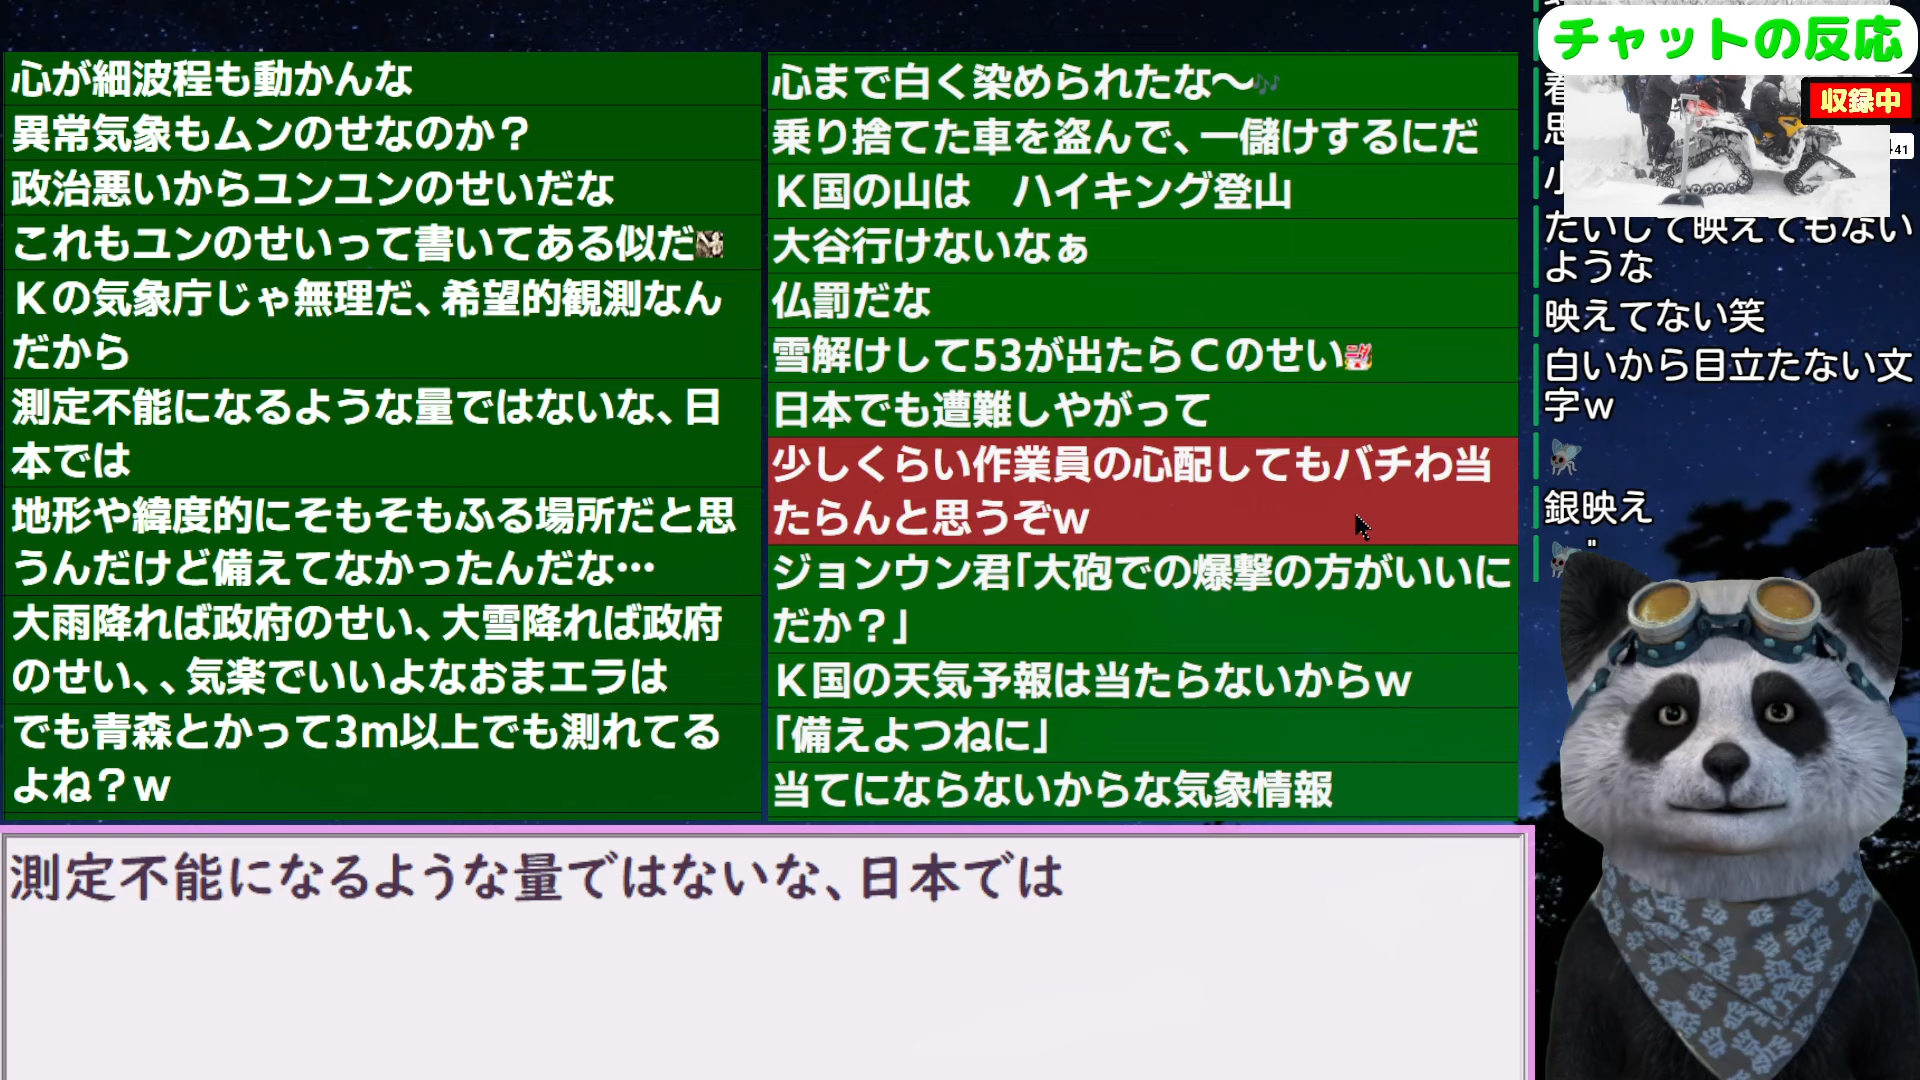 心が細波程も動かんな
異常気象もムンのせなのか？
政治悪いからユンユンのせいだな
これもユンのせいって書いてある似だ
Ｋの気象庁じゃ無理だ、希望的観測なん
だから
測定不能になるような量ではないな、日
本では
地形や緯度的にそもそもふる場所だと思
うんだけど備えてなかったんだな…
大雨降れば政府のせい、大雪降れば政府
のせい、、気楽でいいよなおまエラは
でも青森とかって3m以上でも測れてる
よね？ｗ
心まで白く染められたな～🎶
乗り捨てた車を盗んで、一儲けするにだ
Ｋ国の山は　ハイキング登山
大谷行けないなぁ
仏罰だな
雪解けして53が出たらＣのせい
日本でも遭難しやがって
少しくらい作業員の心配してもバチわ当
たらんと思うぞw
ジョンウン君「大砲での爆撃の方がいいに
だか？」
Ｋ国の天気予報は当たらないからｗ
「備えよつねに」
当てにならないからな気象情報
測定不能になるような量ではないな、日本では
チャットの反応
収録中
41
たいして映えてもない
ような
映えてない笑
白いから目立たない文
字ｗ
銀映え